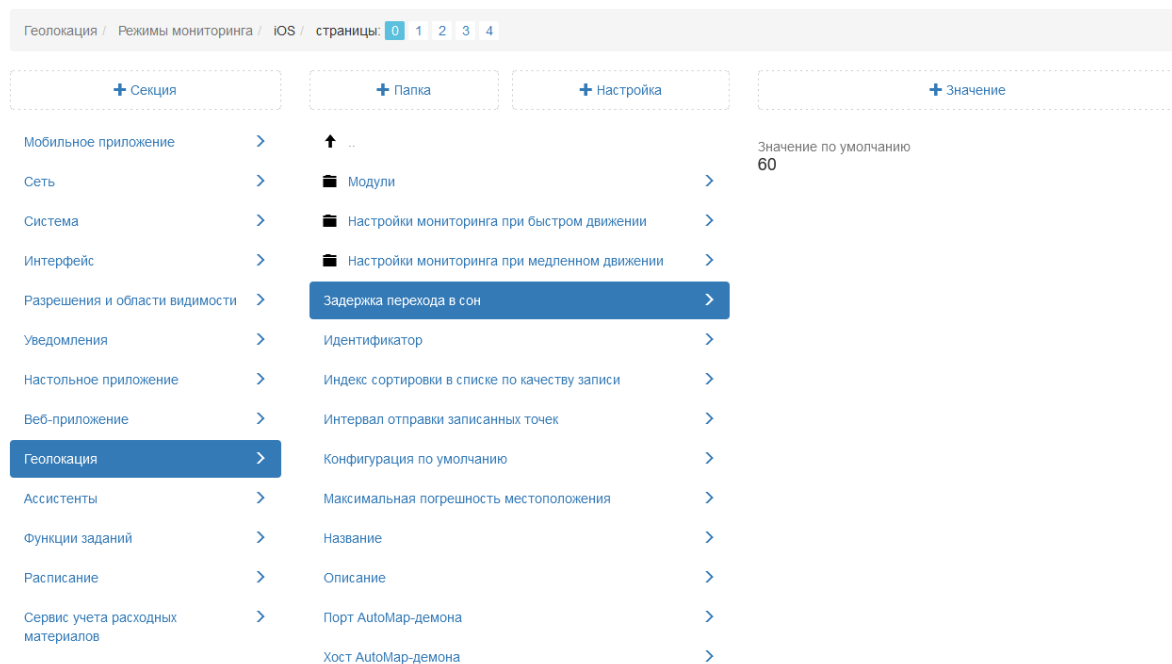 Геолокация / Режимы мониторинга / iOS / страницы: 0 1 2 3 4
+ Секция
+ Папка
+ Настройка
+ Значение
Мобильное приложение
Сеть
Система
Интерфейс
Разрешения и области видимости
Уведомления
Настольное приложение
Веб-приложение
Геолокация
Ассистенты
Функции заданий
Расписание
Сервис учета расходных
материалов
..
Модули
Настройки мониторинга при быстром движении
Настройки мониторинга при медленном движении
Задержка перехода в сон
Идентификатор
Индекс сортировки в списке по качеству записи
Интервал отправки записанных точек
Конфигурация по умолчанию
Максимальная погрешность местоположения
Название
Описание
Порт AutoMap-демона
Хост AutoMap-демона
Значение по умолчанию
60